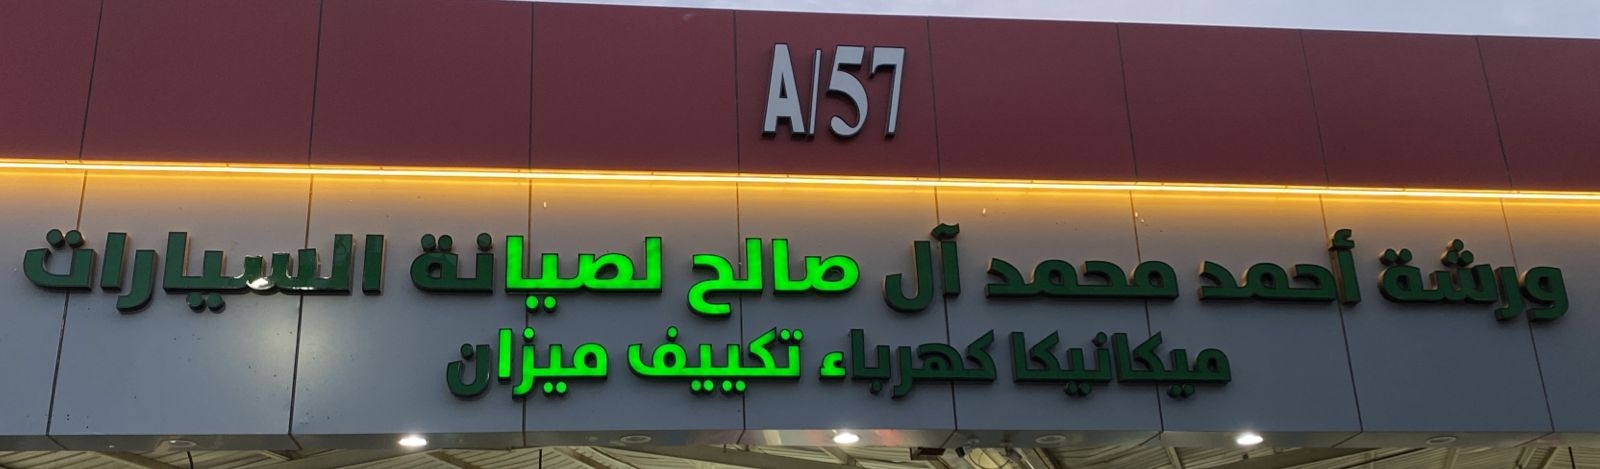 A/57
ورشة أحمد محمد آل صالح لصيانة السيارات
ميكانيكا كهرباء تكييف ميزان